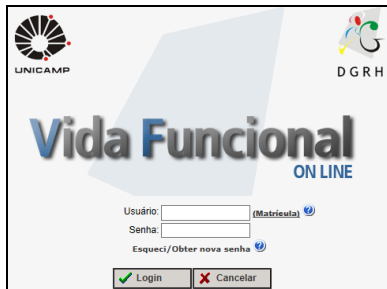 UNICAMP
DGRH
Vida Funcional
ON LINE
Usuário: (Matrícula)
Senha:
Esqueci/Obter nova senha
Login Cancelar